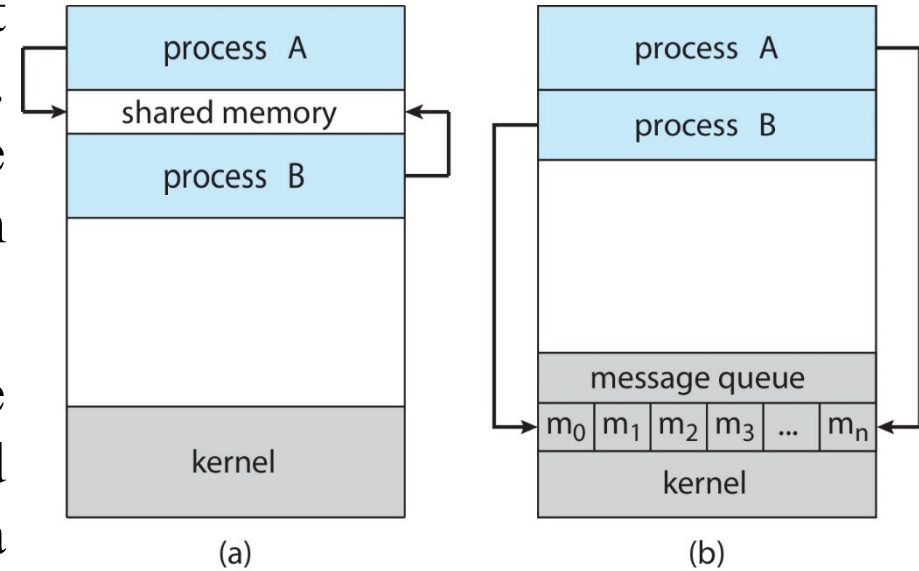 t
process A
shared memory
e
process B
n
kernel
e
d
a
(a)
process A
process B
message queue
m₀ m₁ m₂ m₃ ... mₙ
kernel
(b)